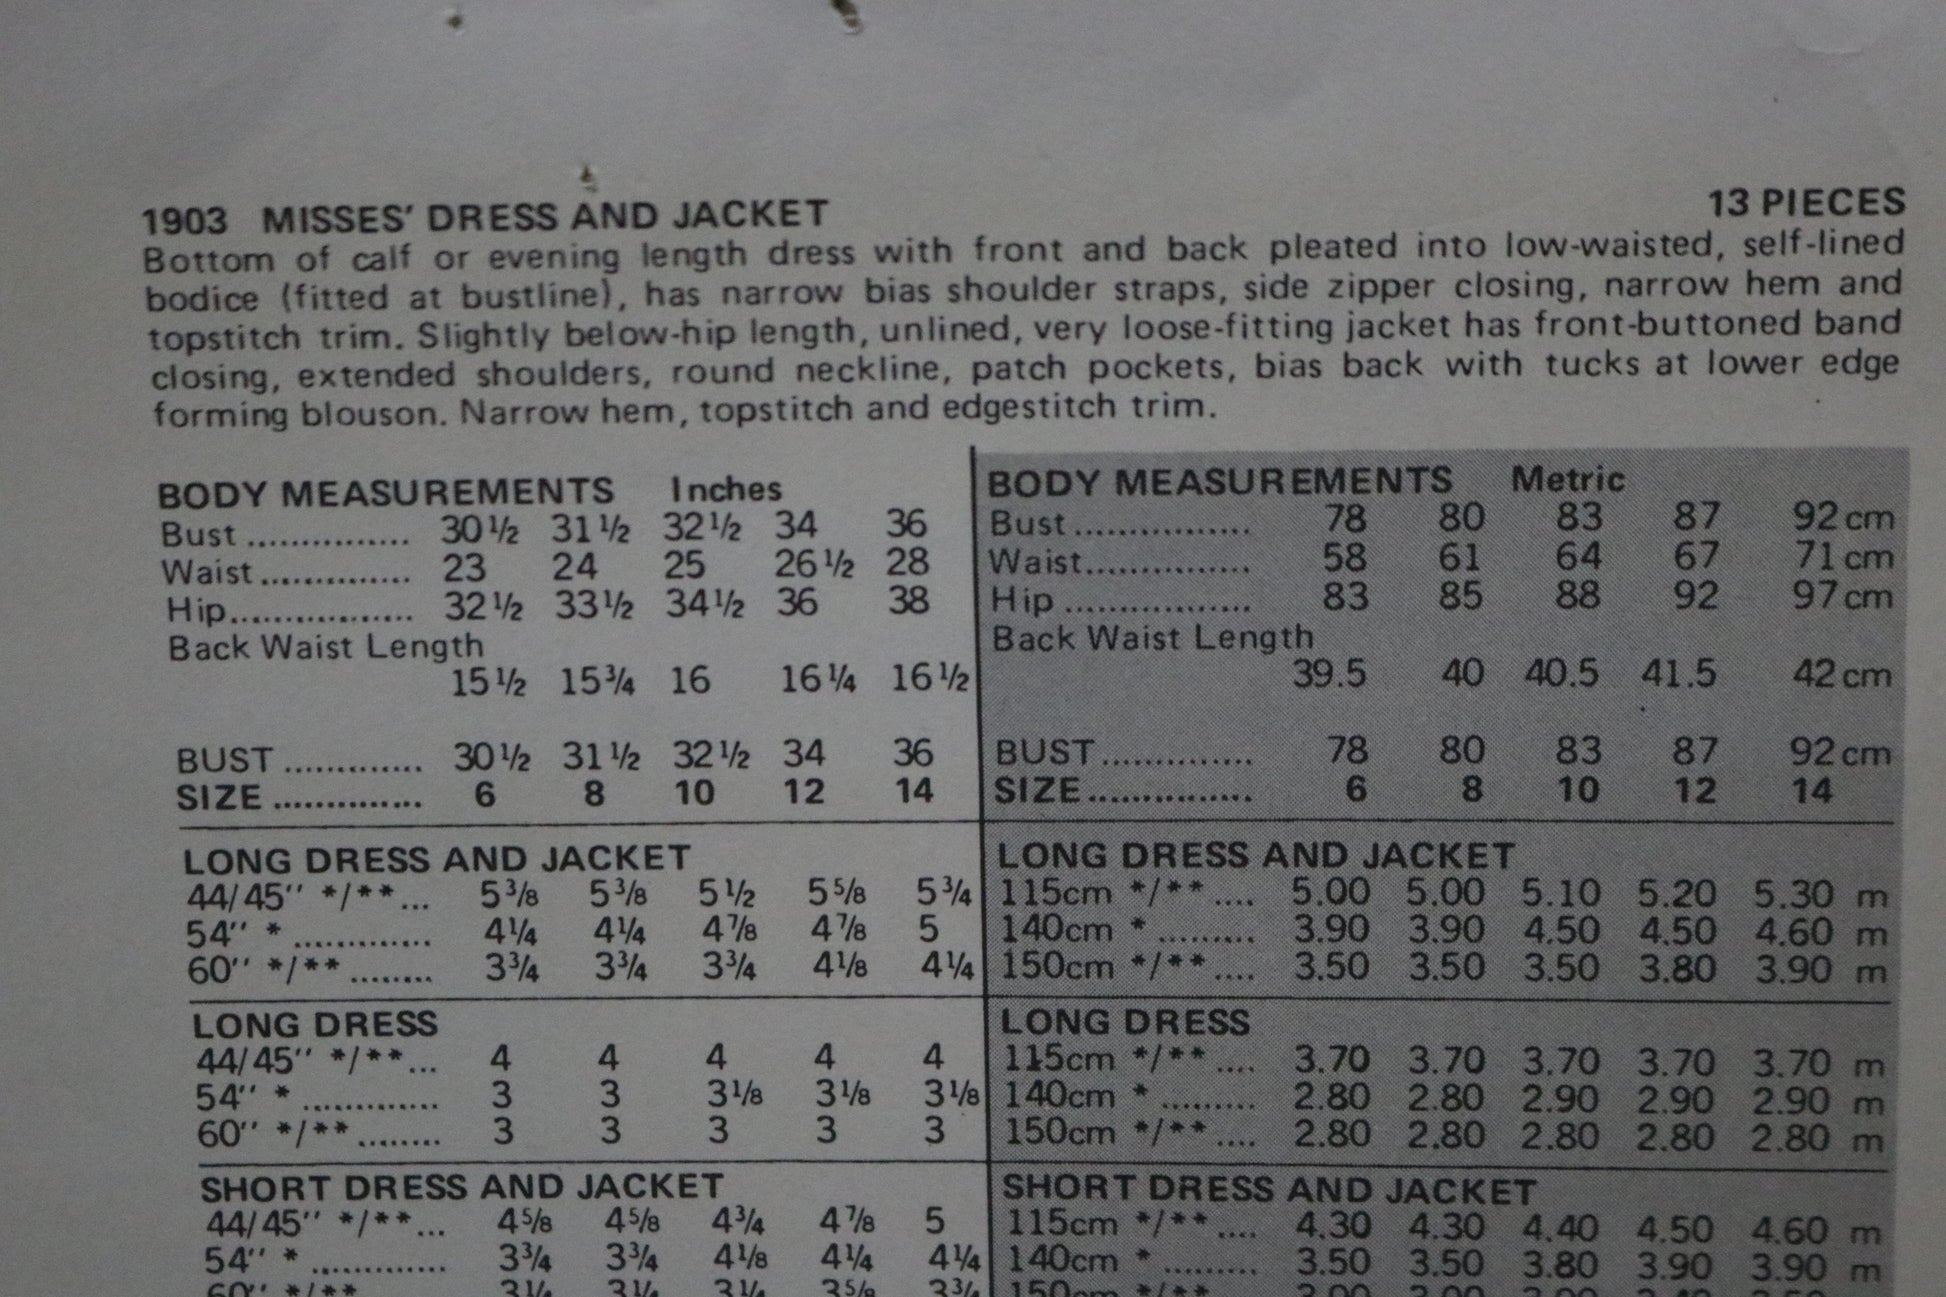 1903 MISSES' DRESS AND JACKET 13 PIECES
Bottom of calf or evening length dress with front and back pleated into low-waisted, self-lined
bodice (fitted at bustline), has narrow bias shoulder straps, side zipper closing, narrow hem and
topstitch trim. Slightly below-hip length, unlined, very loose-fitting jacket has front-buttoned band
closing, extended shoulders, round neckline, patch pockets, bias back with tucks at lower edge
forming blouson. Narrow hem, topstitch and edgestitch trim.
BODY MEASUREMENTS Inches
Bust ............... 30½ 31½ 32½ 34 36
Waist .............. 23 24 25 26½ 28
Hip................. 32½ 33½ 34½ 36 38
Back Waist Length
15½ 15¾ 16 16¼ 16½
BUST ............. 30½ 31½ 32½ 34 36
SIZE .............. 6 8 10 12 14
LONG DRESS AND JACKET
44/45" */**... 5⅜ 5⅜ 5½ 5⅝ 5¾
54" * ............. 4¼ 4¼ 4⅞ 4⅞ 5
60" */** ........ 3¾ 3¾ 3¾ 4⅛ 4¼
LONG DRESS
44/45" */**... 4 4 4 4 4
54" * ............. 3 3 3⅛ 3⅛ 3⅛
60" */**........ 3 3 3 3 3
SHORT DRESS AND JACKET
44/45" */**... 4⅝ 4⅝ 4¾ 4⅞ 5
54" * ............. 3¾ 3¾ 4⅛ 4¼ 4¼
60" */** 3¼ 3¼ 3¼ 3⅝ 3¾
BODY MEASUREMENTS Metric
Bust ................ 78 80 83 87 92 cm
Waist............... 58 61 64 67 71 cm
Hip ................. 83 85 88 92 97 cm
Back Waist Length
39.5 40 40.5 41.5 42 cm
BUST.............. 78 80 83 87 92 cm
SIZE............... 6 8 10 12 14
LONG DRESS AND JACKET
115cm */** .... 5.00 5.00 5.10 5.20 5.30 m
140cm * ......... 3.90 3.90 4.50 4.50 4.60 m
150cm */**.... 3.50 3.50 3.50 3.80 3.90 m
LONG DRESS
115cm */** .... 3.70 3.70 3.70 3.70 3.70 m
140cm * ......... 2.80 2.80 2.90 2.90 2.90 m
150cm */**.... 2.80 2.80 2.80 2.80 2.80 m
SHORT DRESS AND JACKET
115cm */** .... 4.30 4.30 4.40 4.50 4.60 m
140cm * ......... 3.50 3.50 3.80 3.90 3.90 m
150cm */**